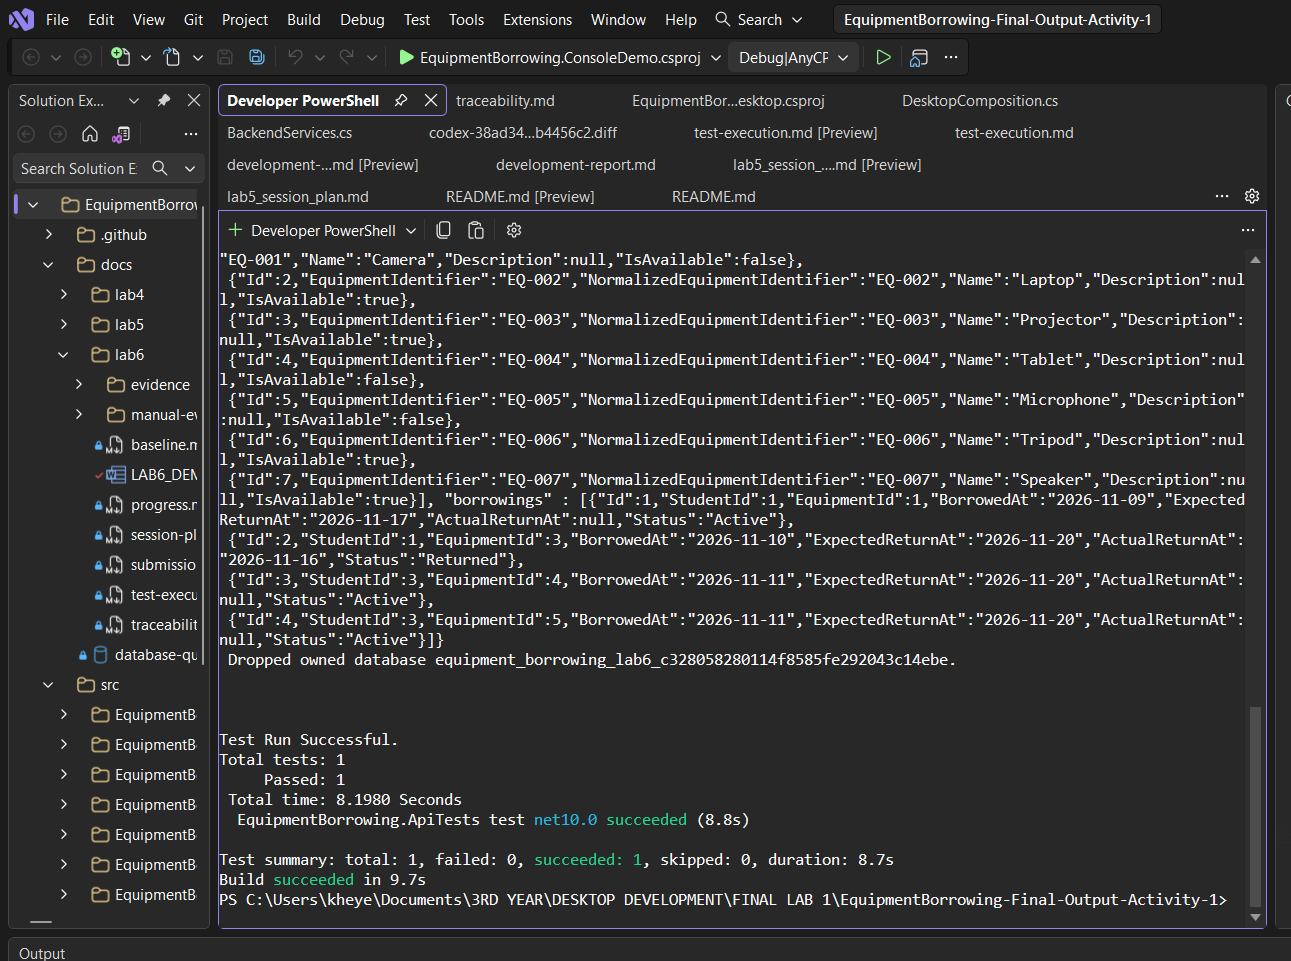 File Edit View Git Project Build Debug Test Tools Extensions Window Help Search EquipmentBorrowing-Final-Output-Activity-1
EquipmentBorrowing.ConsoleDemo.csproj Debug|AnyCP
Solution Ex...
Search Solution E
EquipmentBorrow
.github
docs
lab4
lab5
lab6
evidence
manual-ev
baseline.m
LAB6_DEM
progress.m
session-pl
submissio
test-execu
traceabilit
database-qu
src
EquipmentB
EquipmentB
EquipmentB
EquipmentB
EquipmentB
EquipmentB
EquipmentB
Developer PowerShell traceability.md EquipmentBor...esktop.csproj DesktopComposition.cs
BackendServices.cs codex-38ad34...b4456c2.diff test-execution.md [Preview] test-execution.md
development-...md [Preview] development-report.md lab5_session_....md [Preview]
lab5_session_plan.md README.md [Preview] README.md
Developer PowerShell
"EQ-001","Name":"Camera","Description":null,"IsAvailable":false},
{"Id":2,"EquipmentIdentifier":"EQ-002","NormalizedEquipmentIdentifier":"EQ-002","Name":"Laptop","Description":nul
l,"IsAvailable":true},
{"Id":3,"EquipmentIdentifier":"EQ-003","NormalizedEquipmentIdentifier":"EQ-003","Name":"Projector","Description":
null,"IsAvailable":true},
{"Id":4,"EquipmentIdentifier":"EQ-004","NormalizedEquipmentIdentifier":"EQ-004","Name":"Tablet","Description":nul
l,"IsAvailable":false},
{"Id":5,"EquipmentIdentifier":"EQ-005","NormalizedEquipmentIdentifier":"EQ-005","Name":"Microphone","Description"
:null,"IsAvailable":false},
{"Id":6,"EquipmentIdentifier":"EQ-006","NormalizedEquipmentIdentifier":"EQ-006","Name":"Tripod","Description":nul
l,"IsAvailable":true},
{"Id":7,"EquipmentIdentifier":"EQ-007","NormalizedEquipmentIdentifier":"EQ-007","Name":"Speaker","Description":nu
ll,"IsAvailable":true}], "borrowings" : [{"Id":1,"StudentId":1,"EquipmentId":1,"BorrowedAt":"2026-11-09","Expected
ReturnAt":"2026-11-17","ActualReturnAt":null,"Status":"Active"},
{"Id":2,"StudentId":1,"EquipmentId":3,"BorrowedAt":"2026-11-10","ExpectedReturnAt":"2026-11-20","ActualReturnAt":
"2026-11-16","Status":"Returned"},
{"Id":3,"StudentId":3,"EquipmentId":4,"BorrowedAt":"2026-11-11","ExpectedReturnAt":"2026-11-20","ActualReturnAt":
null,"Status":"Active"},
{"Id":4,"StudentId":3,"EquipmentId":5,"BorrowedAt":"2026-11-11","ExpectedReturnAt":"2026-11-20","ActualReturnAt":
null,"Status":"Active"}]}
Dropped owned database equipment_borrowing_lab6_c328058280114f8585fe292043c14ebe.
Test Run Successful.
Total tests: 1
Passed: 1
Total time: 8.1980 Seconds
EquipmentBorrowing.ApiTests test net10.0 succeeded (8.8s)
Test summary: total: 1, failed: 0, succeeded: 1, skipped: 0, duration: 8.7s
Build succeeded in 9.7s
PS C:\Users\kheye\Documents\3RD YEAR\DESKTOP DEVELOPMENT\FINAL LAB 1\EquipmentBorrowing-Final-Output-Activity-1>
Output